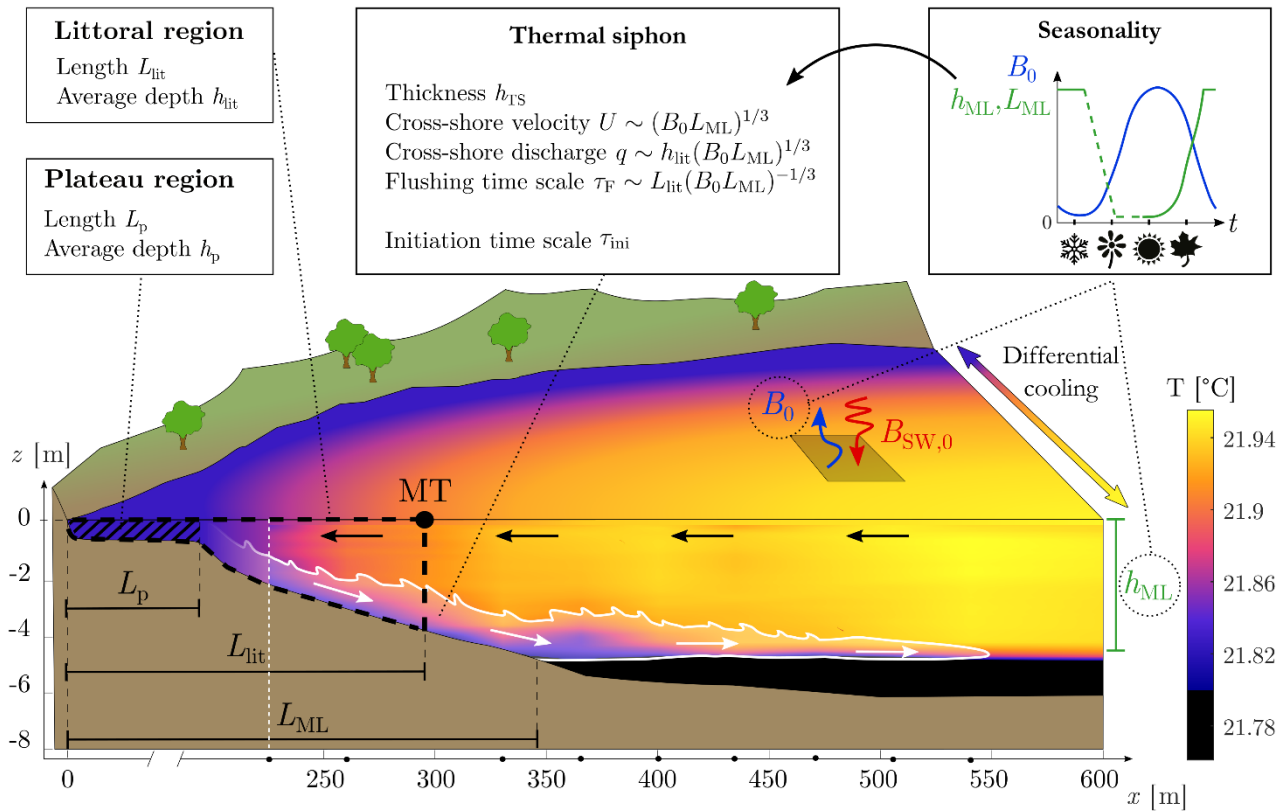 Littoral region
Length L_lit
Average depth h_lit
Plateau region
Length L_p
Average depth h_p
Thermal siphon
Thickness h_TS
Cross-shore velocity U ∼ (B_0 L_ML)^{1/3}
Cross-shore discharge q ∼ h_lit(B_0 L_ML)^{1/3}
Flushing time scale τ_F ∼ L_lit(B_0 L_ML)^{−1/3}
Initiation time scale τ_ini
Seasonality
B_0
h_ML, L_ML
0
t
Differential
cooling
B_0
B_SW,0
T [°C]
21.94
21.9
21.86
21.82
21.78
z [m]
0
-2
-4
-6
-8
MT
h_ML
L_p
L_lit
L_ML
0
250
300
350
400
450
500
550
600
x [m]